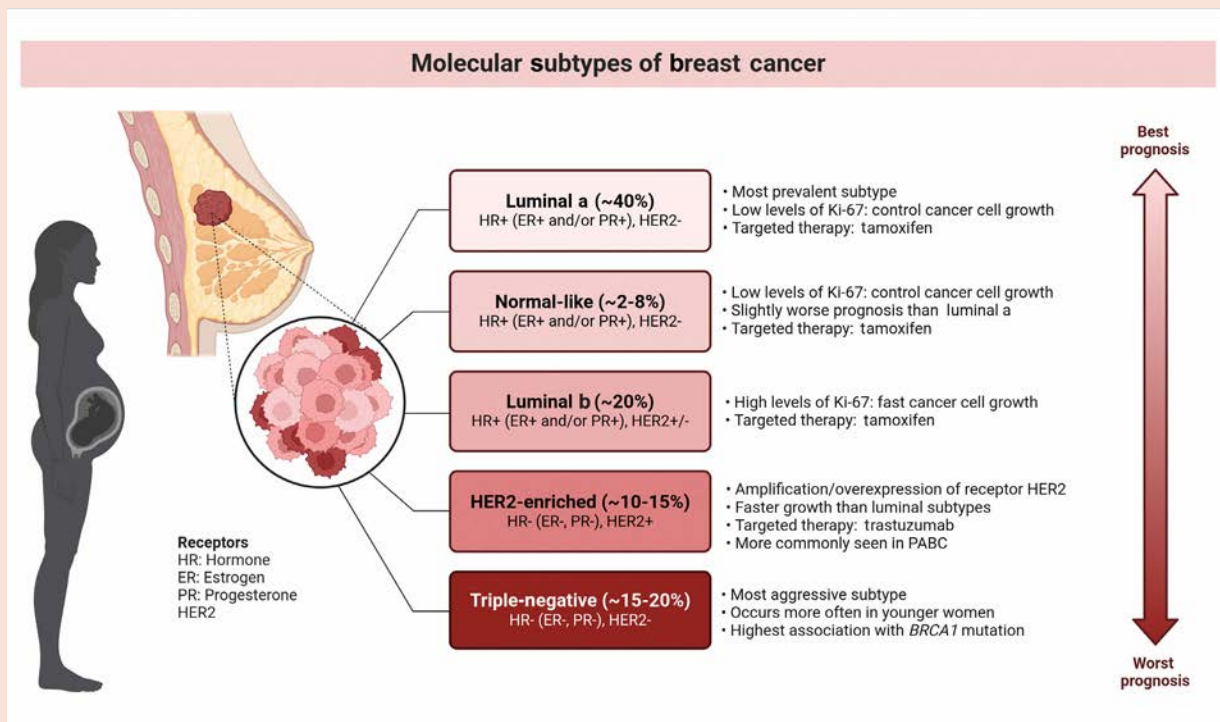 Molecular subtypes of breast cancer
Best
prognosis
Luminal a (~40%)
HR+ (ER+ and/or PR+), HER2-
• Most prevalent subtype
• Low levels of Ki-67: control cancer cell growth
• Targeted therapy: tamoxifen
Normal-like (~2-8%)
HR+ (ER+ and/or PR+), HER2-
• Low levels of Ki-67: control cancer cell growth
• Slightly worse prognosis than luminal a
• Targeted therapy: tamoxifen
Luminal b (~20%)
HR+ (ER+ and/or PR+), HER2+/-
• High levels of Ki-67: fast cancer cell growth
• Targeted therapy: tamoxifen
HER2-enriched (~10-15%)
HR- (ER-, PR-), HER2+
• Amplification/overexpression of receptor HER2
• Faster growth than luminal subtypes
• Targeted therapy: trastuzumab
• More commonly seen in PABC
Triple-negative (~15-20%)
HR- (ER-, PR-), HER2-
• Most aggressive subtype
• Occurs more often in younger women
• Highest association with BRCA1 mutation
Receptors
HR: Hormone
ER: Estrogen
PR: Progesterone
HER2
Worst
prognosis